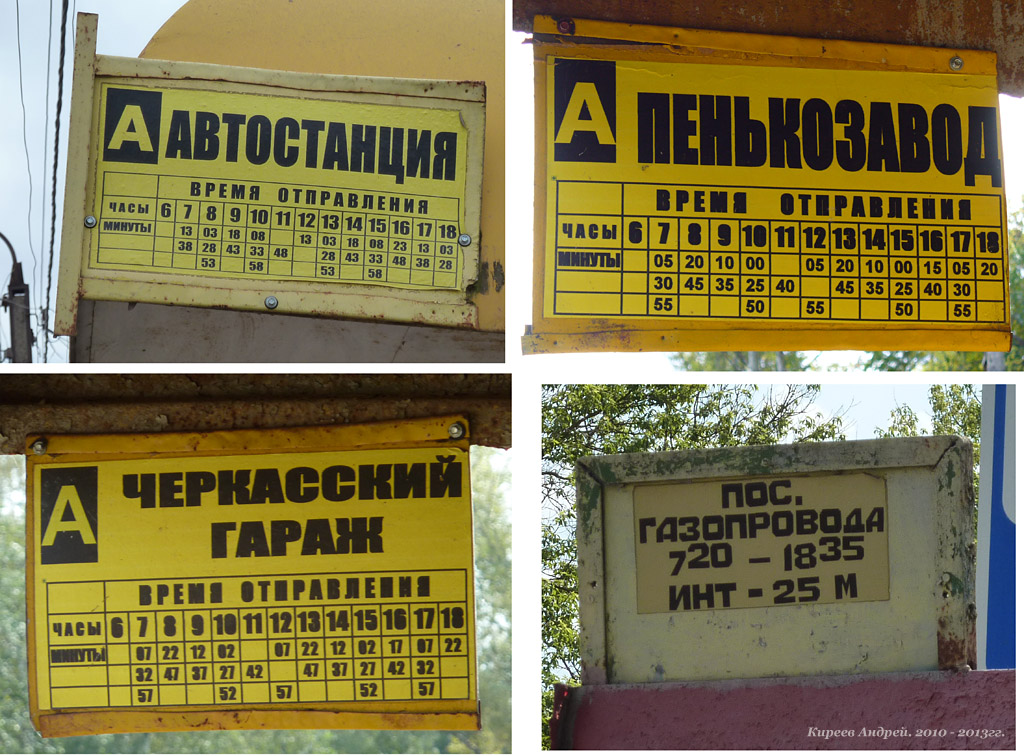 А АВТОСТАНЦИЯ
ВРЕМЯ ОТПРАВЛЕНИЯ
ЧАСЫ 6 7 8 9 10 11 12 13 14 15 16 17 18
МИНУТЫ 13 03 18 08 13 03 18 08 23 13 03
38 28 43 33 48 28 43 33 48 38 28
53 58 53 58
А ПЕНЬКОЗАВОД
ВРЕМЯ ОТПРАВЛЕНИЯ
ЧАСЫ 6 7 8 9 10 11 12 13 14 15 16 17 18
МИНУТЫ 05 20 10 00 05 20 10 00 15 05 20
30 45 35 25 40 45 35 25 40 30
55 50 55 50 55
А ЧЕРКАССКИЙ
ГАРАЖ
ВРЕМЯ ОТПРАВЛЕНИЯ
ЧАСЫ 6 7 8 9 10 11 12 13 14 15 16 17 18
МИНУТЫ 07 22 12 02 07 22 12 02 17 07 22
32 47 37 27 42 47 37 27 42 32
57 52 57 52 57
ПОС.
ГАЗОПРОВОДА
7 20 – 18 35
ИНТ - 25 М
Киреев Андрей. 2010 - 2013гг.